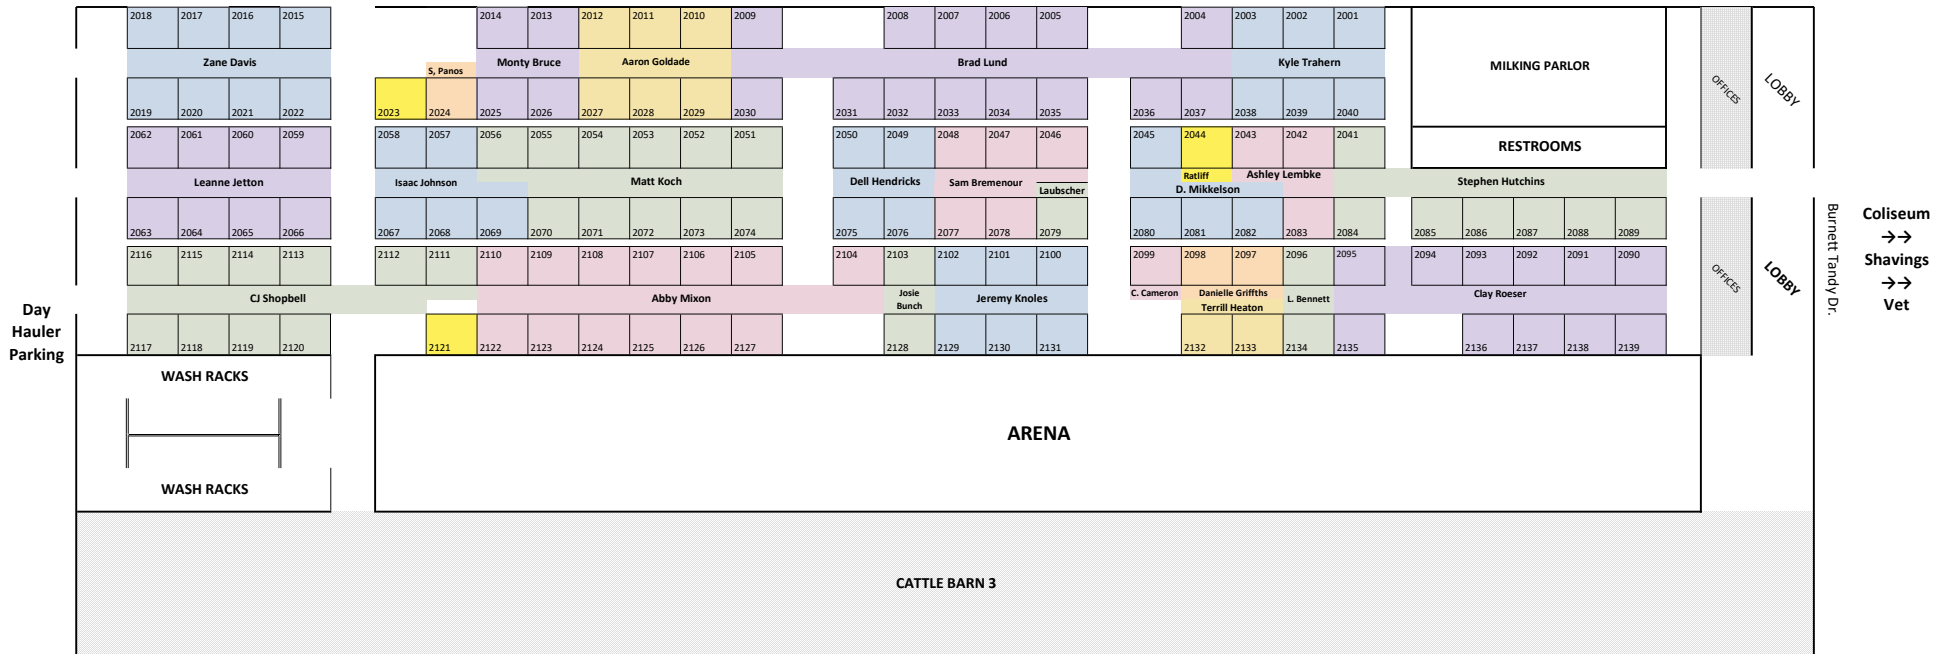 2018 2017 2016 2015 2014 2013 2012 2011 2010 2009 2008 2007 2006 2005 2004 2003 2002 2001
Zane Davis S, Panos Monty Bruce Aaron Goldade Brad Lund Kyle Trahern MILKING PARLOR OFFICES LOBBY
2019 2020 2021 2022 2023 2024 2025 2026 2027 2028 2029 2030 2031 2032 2033 2034 2035 2036 2037 2038 2039 2040
2062 2061 2060 2059 2058 2057 2056 2055 2054 2053 2052 2051 2050 2049 2048 2047 2046 2045 2044 2043 2042 2041 RESTROOMS
Leanne Jetton Isaac Johnson Matt Koch Dell Hendricks Sam Bremenour Laubscher Ratliff Ashley Lembke D. Mikkelson Stephen Hutchins
2063 2064 2065 2066 2067 2068 2069 2070 2071 2072 2073 2074 2075 2076 2077 2078 2079 2080 2081 2082 2083 2084 2085 2086 2087 2088 2089
2116 2115 2114 2113 2112 2111 2110 2109 2108 2107 2106 2105 2104 2103 2102 2101 2100 2099 2098 2097 2096 2095 2094 2093 2092 2091 2090
CJ Shopbell Abby Mixon Josie Bunch Jeremy Knoles C. Cameron Danielle Griffths Terrill Heaton L. Bennett Clay Roeser OFFICES LOBBY
2117 2118 2119 2120 2121 2122 2123 2124 2125 2126 2127 2128 2129 2130 2131 2132 2133 2134 2135 2136 2137 2138 2139
Burnett Tandy Dr.
Coliseum
→→
Shavings
→→
Vet
Day
Hauler
Parking
WASH RACKS
ARENA
WASH RACKS
CATTLE BARN 3